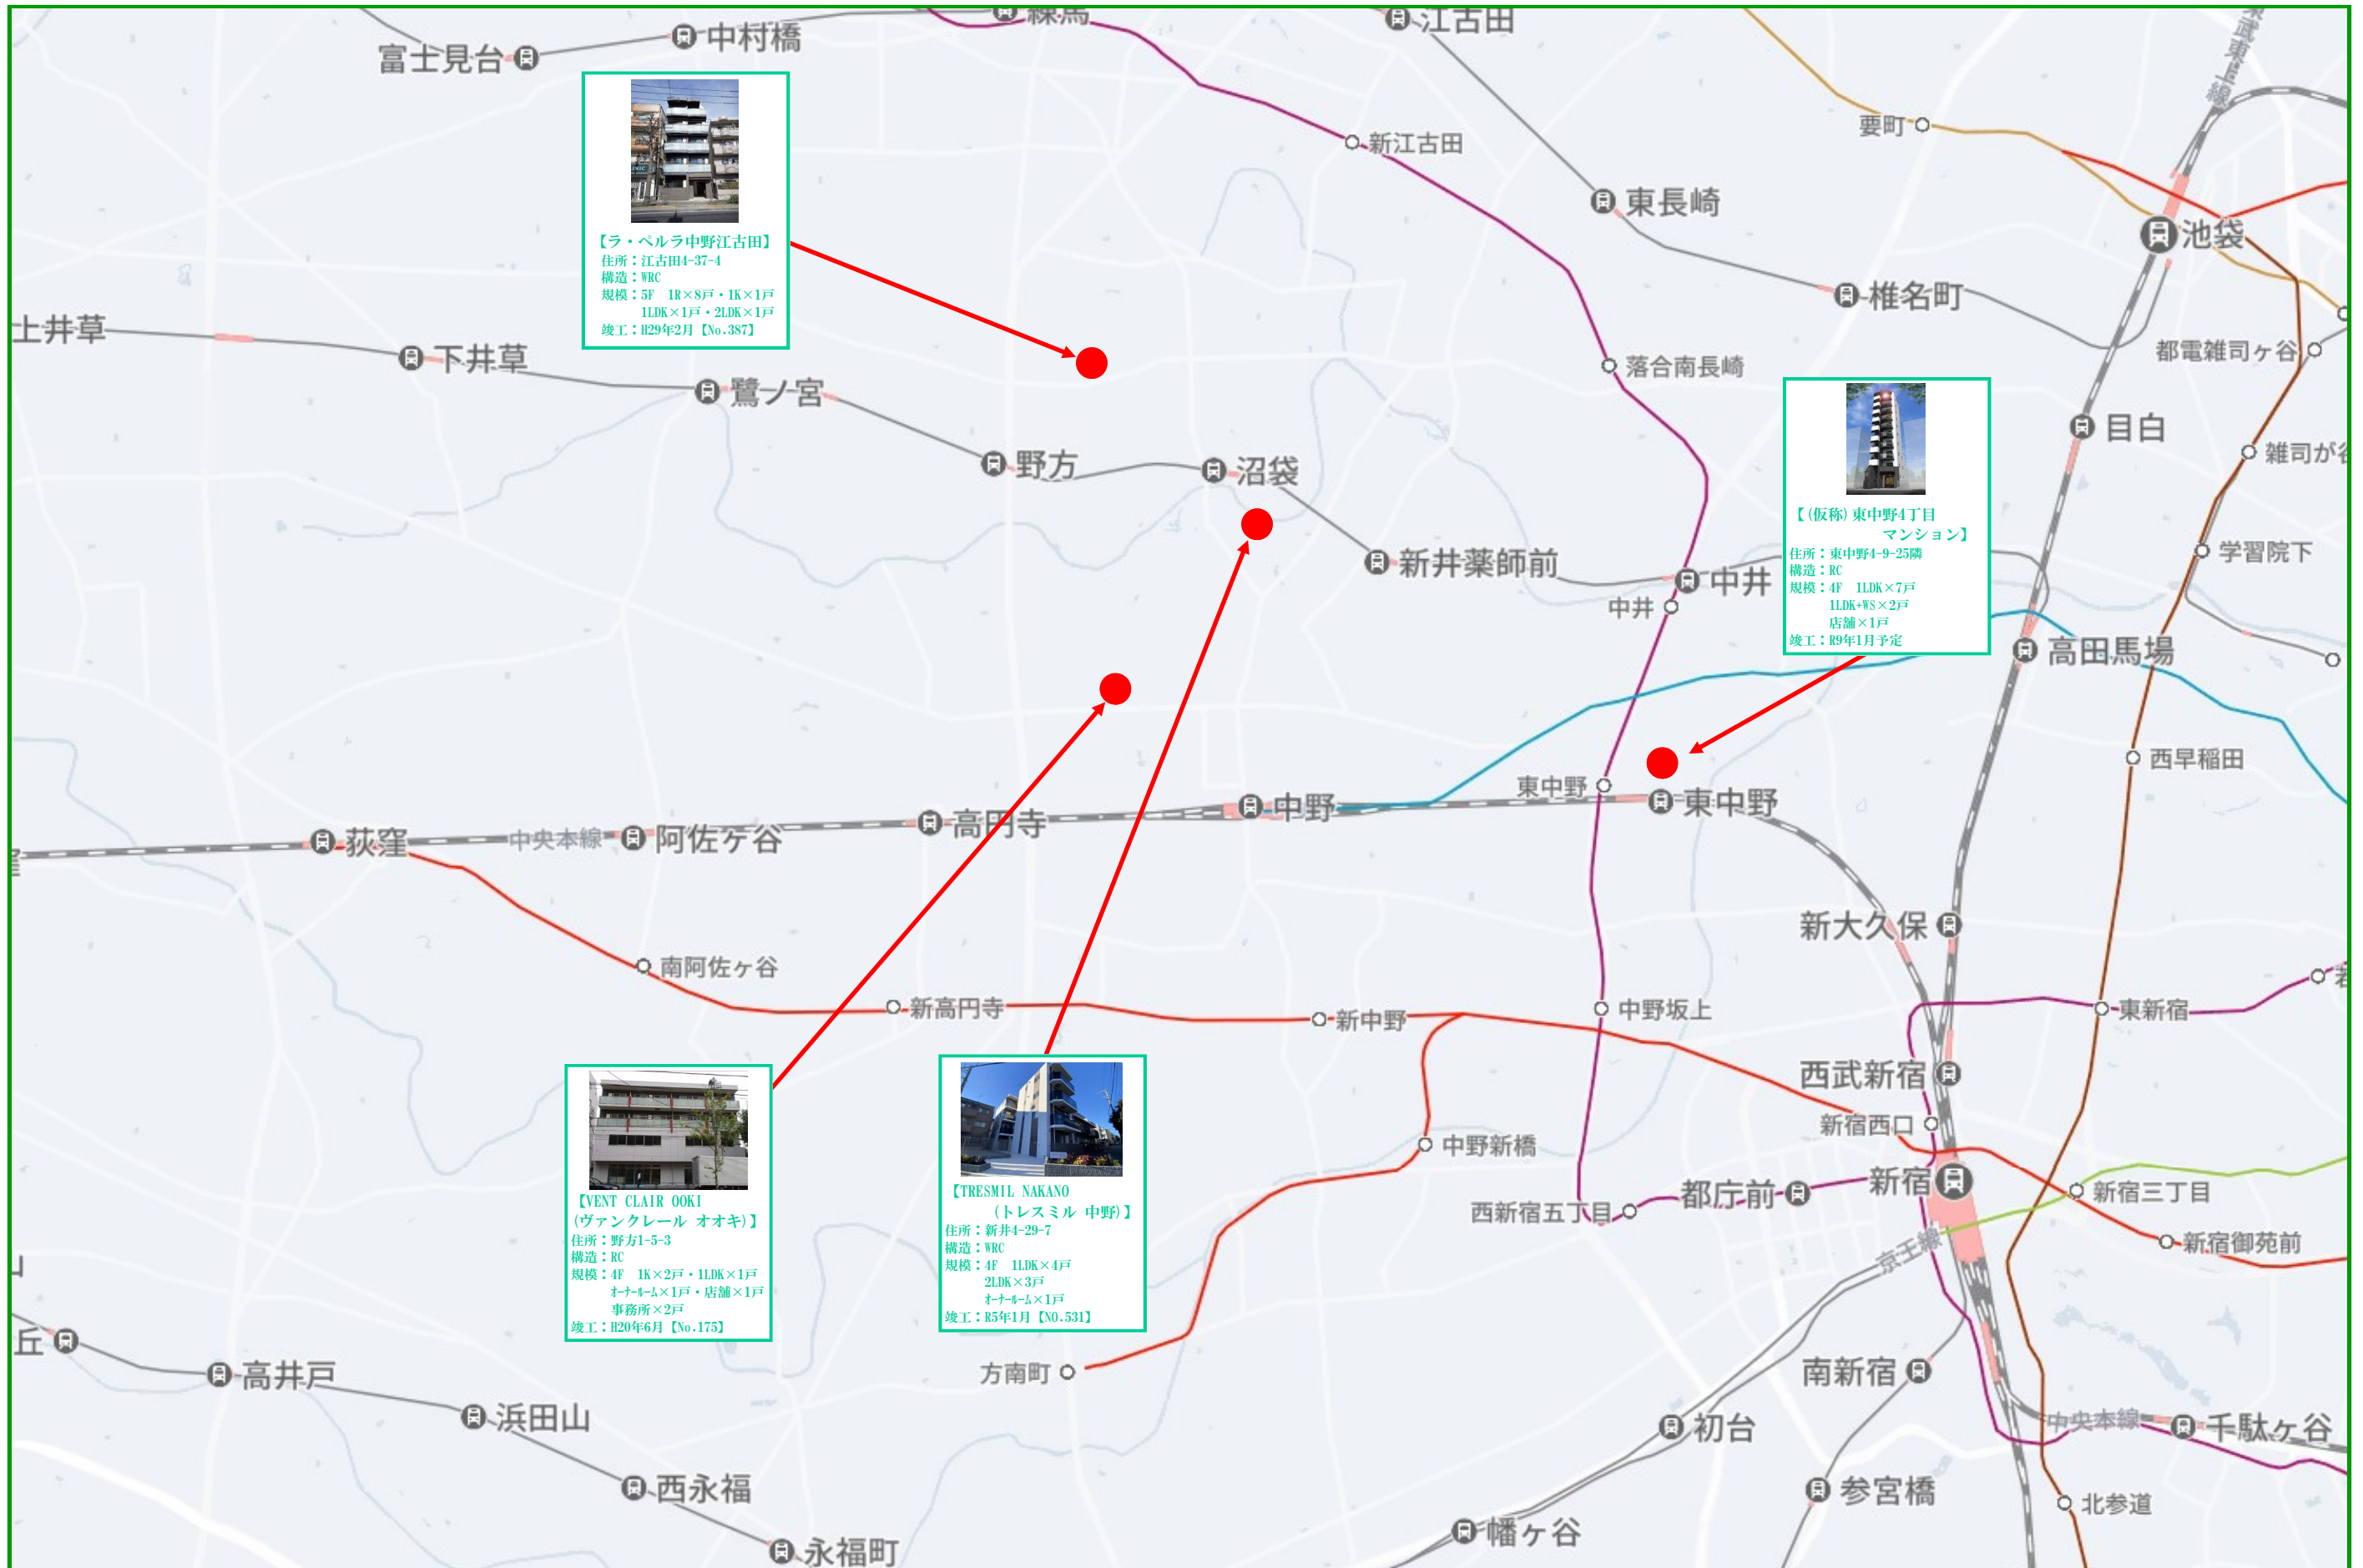 練馬
江古田
東武東上線
富士見台
中村橋
新江古田
要町
東長崎
池袋
椎名町
【ラ・ペルラ中野江古田】
住所：江古田4-37-4
構造：WRC
規模：5F　1R×8戸・1K×1戸
1LDK×1戸・2LDK×1戸
竣工：H29年2月【No.387】
上井草
下井草
鷺ノ宮
野方
沼袋
落合南長崎
都電雑司ヶ谷
目白
雑司が谷
学習院下
新井薬師前
中井
中井
【(仮称)東中野4丁目
マンション】
住所：東中野4-9-25隣
構造：RC
規模：4F　1LDK×7戸
1LDK+WS×2戸
店舗×1戸
竣工：R9年1月予定
高田馬場
西早稲田
東中野
東中野
中野
高円寺
阿佐ケ谷
中央本線
荻窪
窪
新大久保
南阿佐ヶ谷
新高円寺
新中野
中野坂上
東新宿
若
西武新宿
新宿西口
中野新橋
西新宿五丁目
都庁前
新宿
新宿三丁目
新宿御苑前
京王線
【VENT CLAIR OOKI
(ヴァンクレール オオキ)】
住所：野方1-5-3
構造：RC
規模：4F　1K×2戸・1LDK×1戸
ｵｰﾅｰﾙｰﾑ×1戸・店舗×1戸
事務所×2戸
竣工：H20年6月【No.175】
【TRESMIL NAKANO
(トレスミル 中野)】
住所：新井4-29-7
構造：WRC
規模：4F　1LDK×4戸
2LDK×3戸
ｵｰﾅｰﾙｰﾑ×1戸
竣工：R5年1月【NO.531】
山
丘
高井戸
浜田山
西永福
永福町
方南町
南新宿
初台
中央本線
千駄ヶ谷
参宮橋
北参道
幡ヶ谷